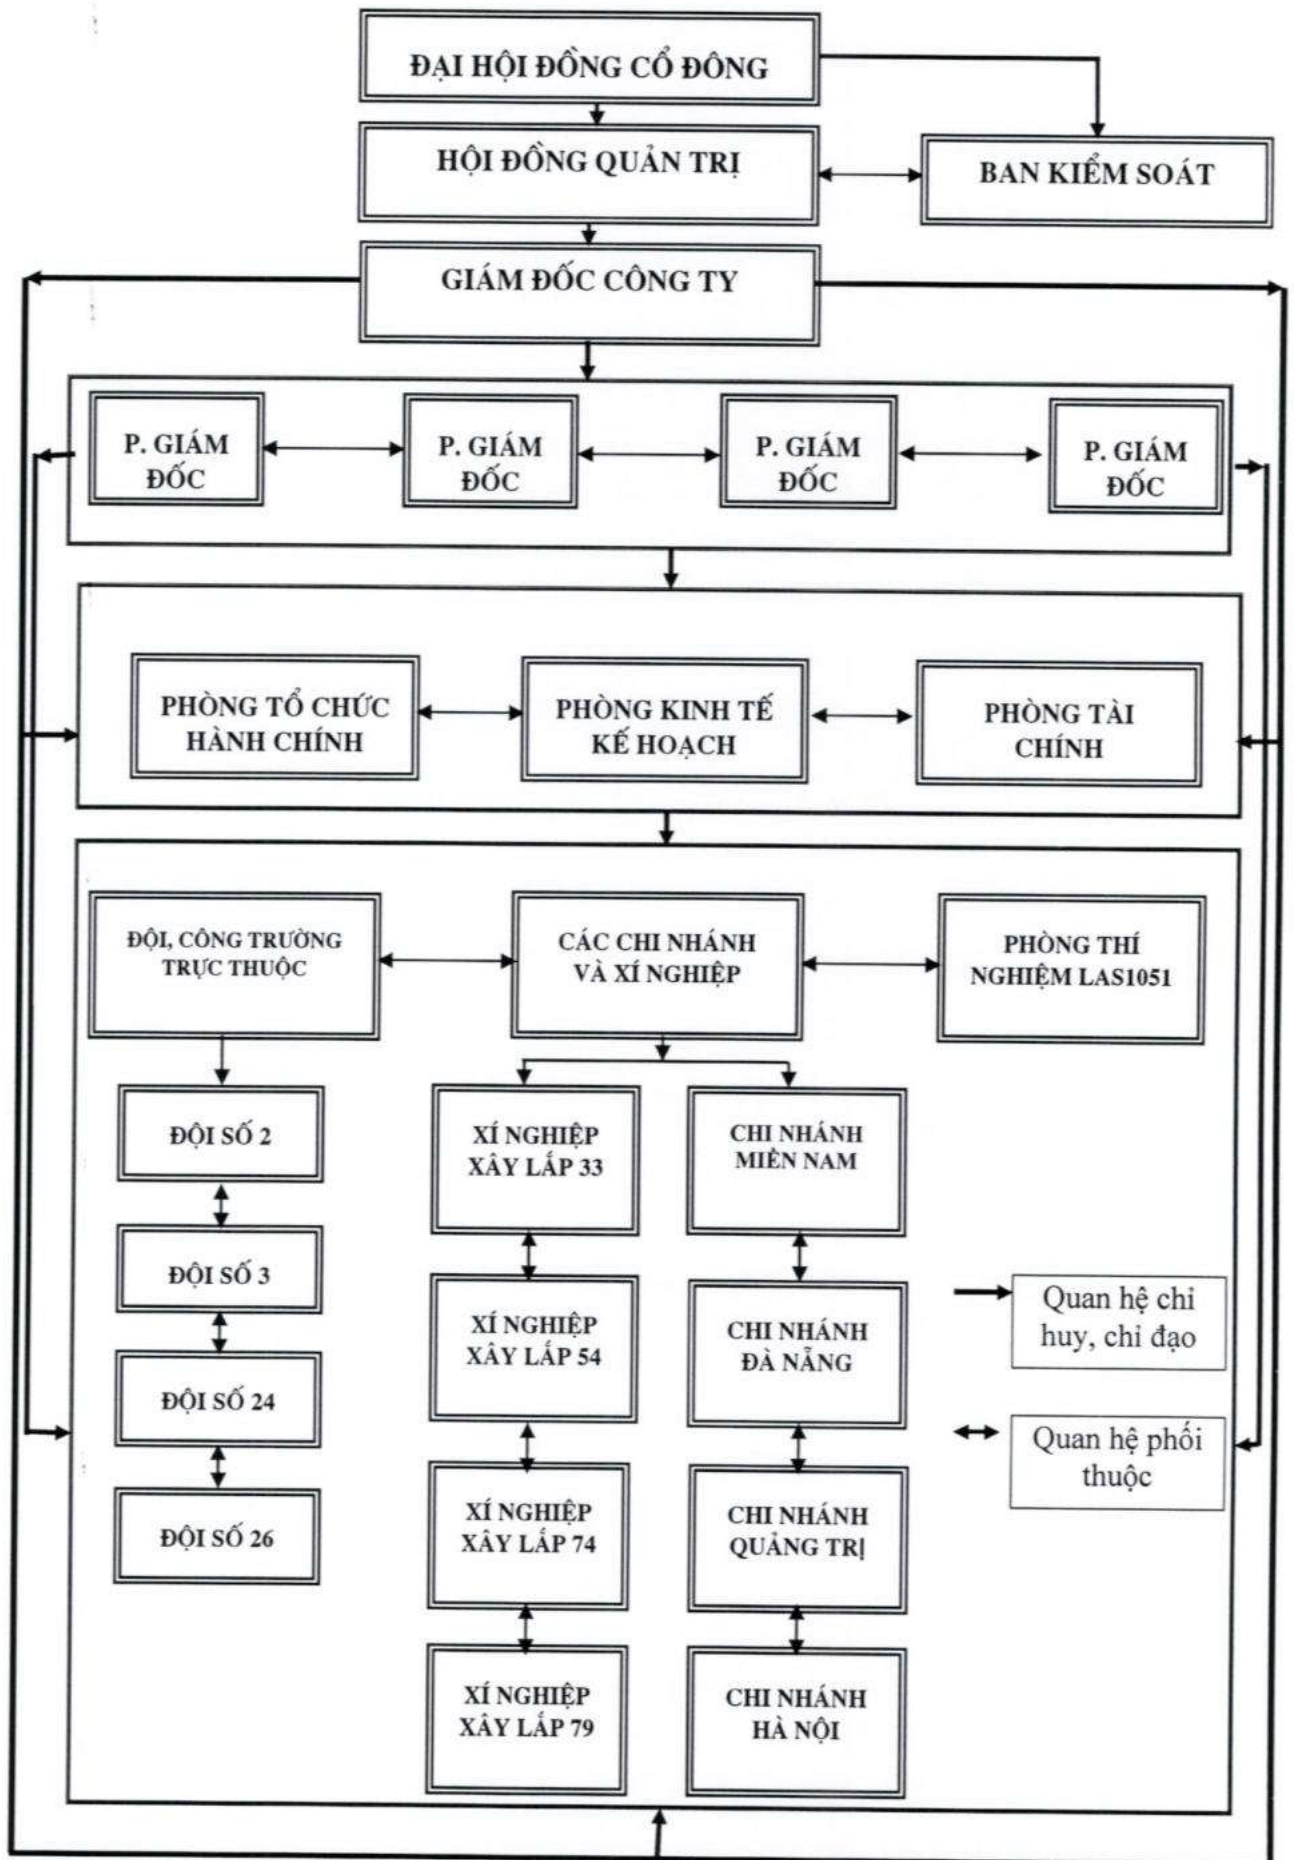 ĐẠI HỘI ĐỒNG CỔ ĐÔNG
HỘI ĐỒNG QUẢN TRỊ
BAN KIỂM SOÁT
GIÁM ĐỐC CÔNG TY
P. GIÁM
ĐỐC
P. GIÁM
ĐỐC
P. GIÁM
ĐỐC
P. GIÁM
ĐỐC
PHÒNG TỔ CHỨC
HÀNH CHÍNH
PHÒNG KINH TẾ
KẾ HOẠCH
PHÒNG TÀI
CHÍNH
ĐỘI, CÔNG TRƯỜNG
TRỰC THUỘC
CÁC CHI NHÁNH
VÀ XÍ NGHIỆP
PHÒNG THÍ
NGHIỆM LAS1051
ĐỘI SỐ 2
ĐỘI SỐ 3
ĐỘI SỐ 24
ĐỘI SỐ 26
XÍ NGHIỆP
XÂY LẮP 33
XÍ NGHIỆP
XÂY LẮP 54
XÍ NGHIỆP
XÂY LẮP 74
XÍ NGHIỆP
XÂY LẮP 79
CHI NHÁNH
MIỀN NAM
CHI NHÁNH
ĐÀ NẴNG
CHI NHÁNH
QUẢNG TRỊ
CHI NHÁNH
HÀ NỘI
Quan hệ chỉ
huy, chỉ đạo
Quan hệ phối
thuộc